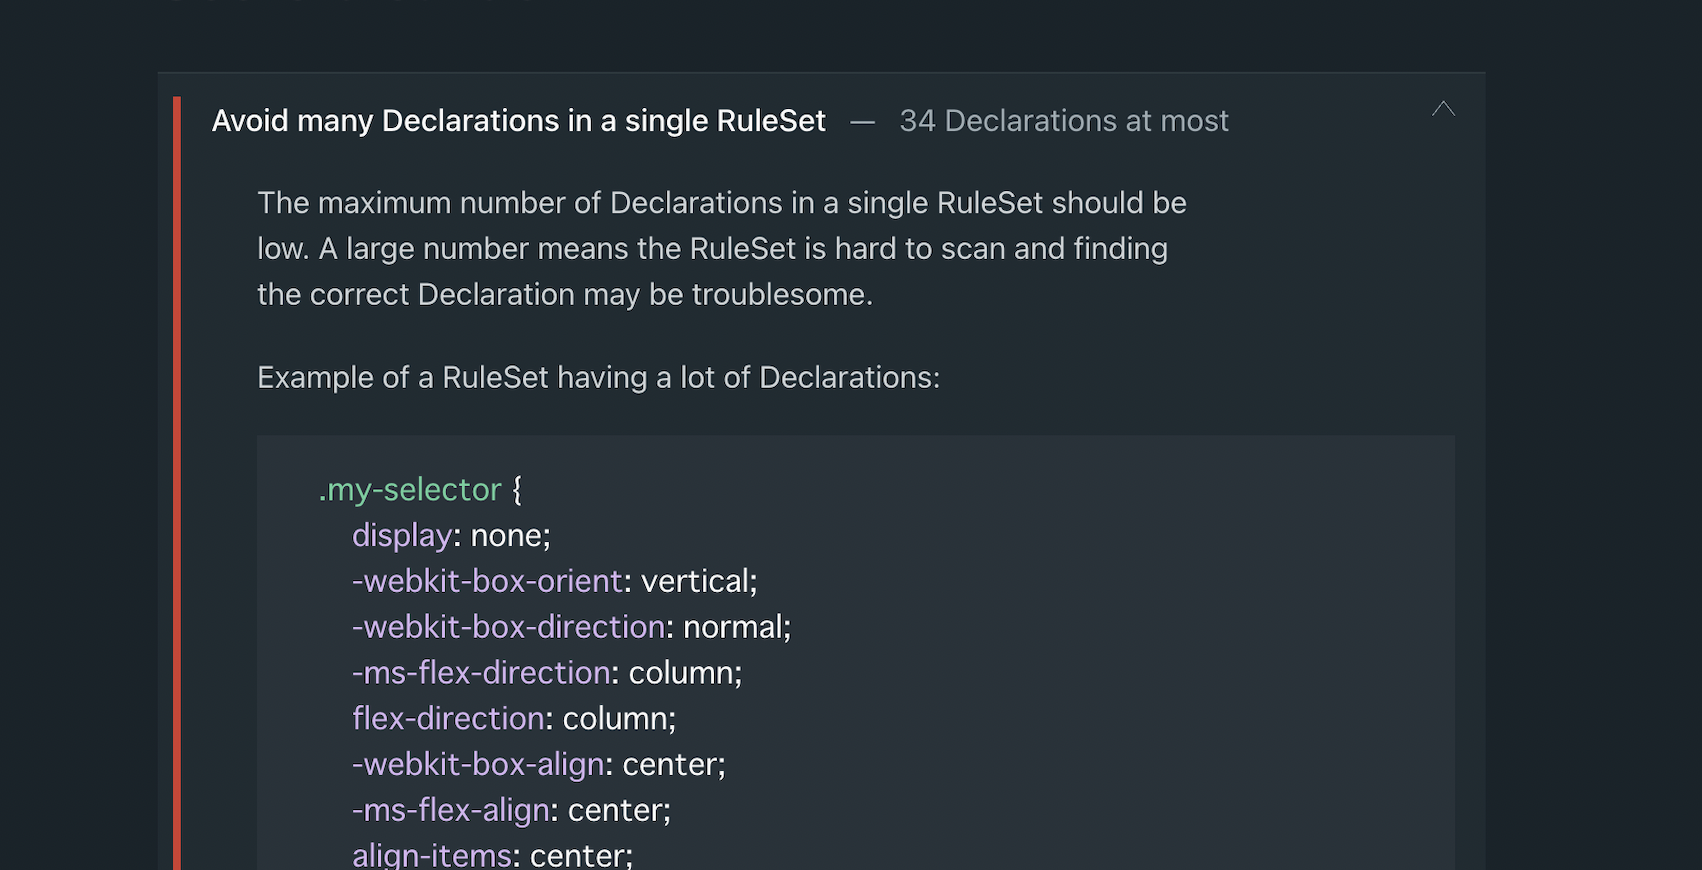 Avoid many Declarations in a single RuleSet — 34 Declarations at most
The maximum number of Declarations in a single RuleSet should be
low. A large number means the RuleSet is hard to scan and finding
the correct Declaration may be troublesome.
Example of a RuleSet having a lot of Declarations:
.my-selector {
display: none;
-webkit-box-orient: vertical;
-webkit-box-direction: normal;
-ms-flex-direction: column;
flex-direction: column;
-webkit-box-align: center;
-ms-flex-align: center;
align-items: center;